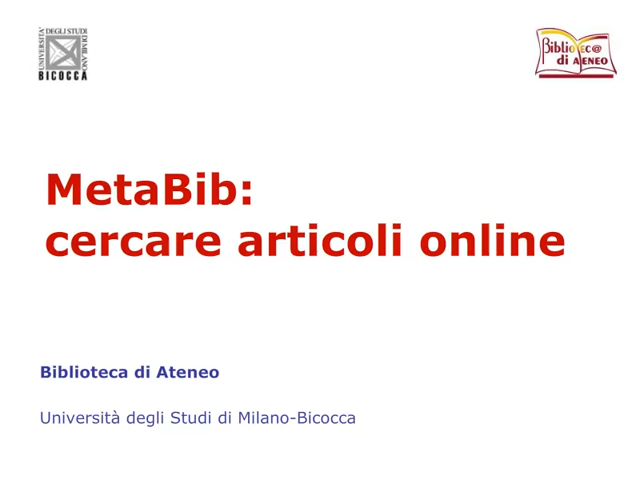 UNIVERSITA' DEGLI STUDI DI MILANO
BICOCCA
Bibliotec@
di ATENEO
MetaBib:
cercare articoli online
Biblioteca di Ateneo
Università degli Studi di Milano-Bicocca